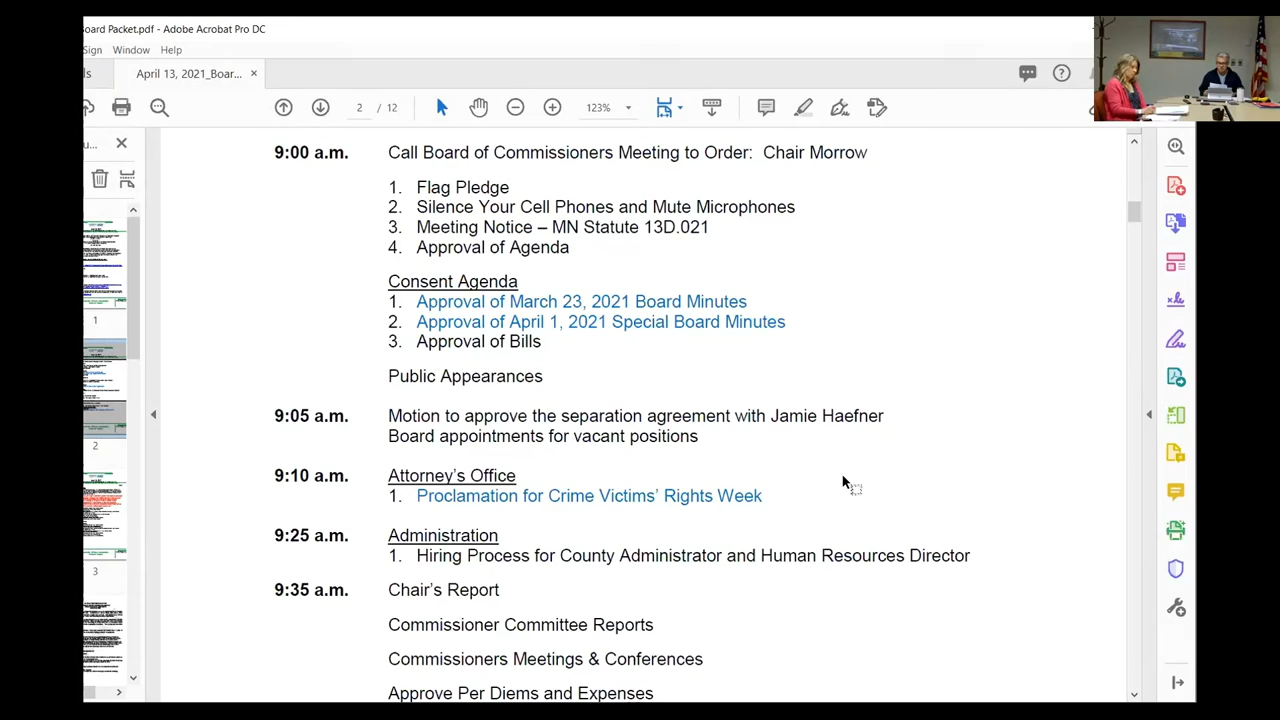 Board Packet.pdf - Adobe Acrobat Pro DC
Sign Window Help
ls April 13, 2021_Boar... ×
2 / 12 123%
9:00 a.m. Call Board of Commissioners Meeting to Order: Chair Morrow
1. Flag Pledge
2. Silence Your Cell Phones and Mute Microphones
3. Meeting Notice – MN Statute 13D.021
4. Approval of Agenda
Consent Agenda
1. Approval of March 23, 2021 Board Minutes
2. Approval of April 1, 2021 Special Board Minutes
3. Approval of Bills
Public Appearances
9:05 a.m. Motion to approve the separation agreement with Jamie Haefner
Board appointments for vacant positions
9:10 a.m. Attorney's Office
1. Proclamation for Crime Victims' Rights Week
9:25 a.m. Administration
1. Hiring Process for County Administrator and Human Resources Director
9:35 a.m. Chair's Report
Commissioner Committee Reports
Commissioners Meetings & Conferences
Approve Per Diems and Expenses
1
2
3